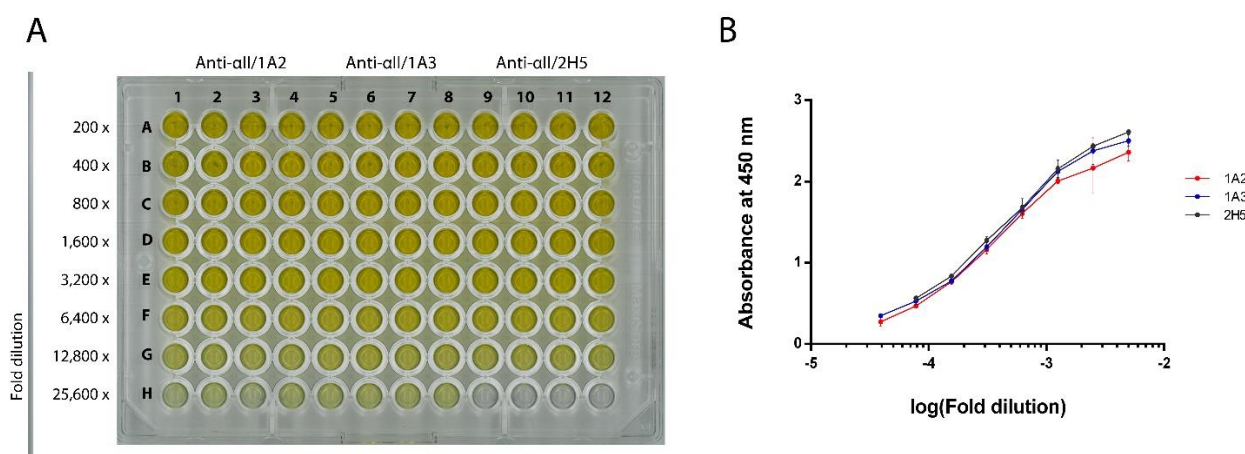 A
Anti-αII/1A2 Anti-αII/1A3 Anti-αII/2H5
1 2 3 4 5 6 7 8 9 10 11 12
200 x A
400 x B
800 x C
1,600 x D
3,200 x E
6,400 x F
12,800 x G
25,600 x H
Fold dilution
B
Absorbance at 450 nm
3
2
1
0
-5 -4 -3 -2
log(Fold dilution)
1A2
1A3
2H5